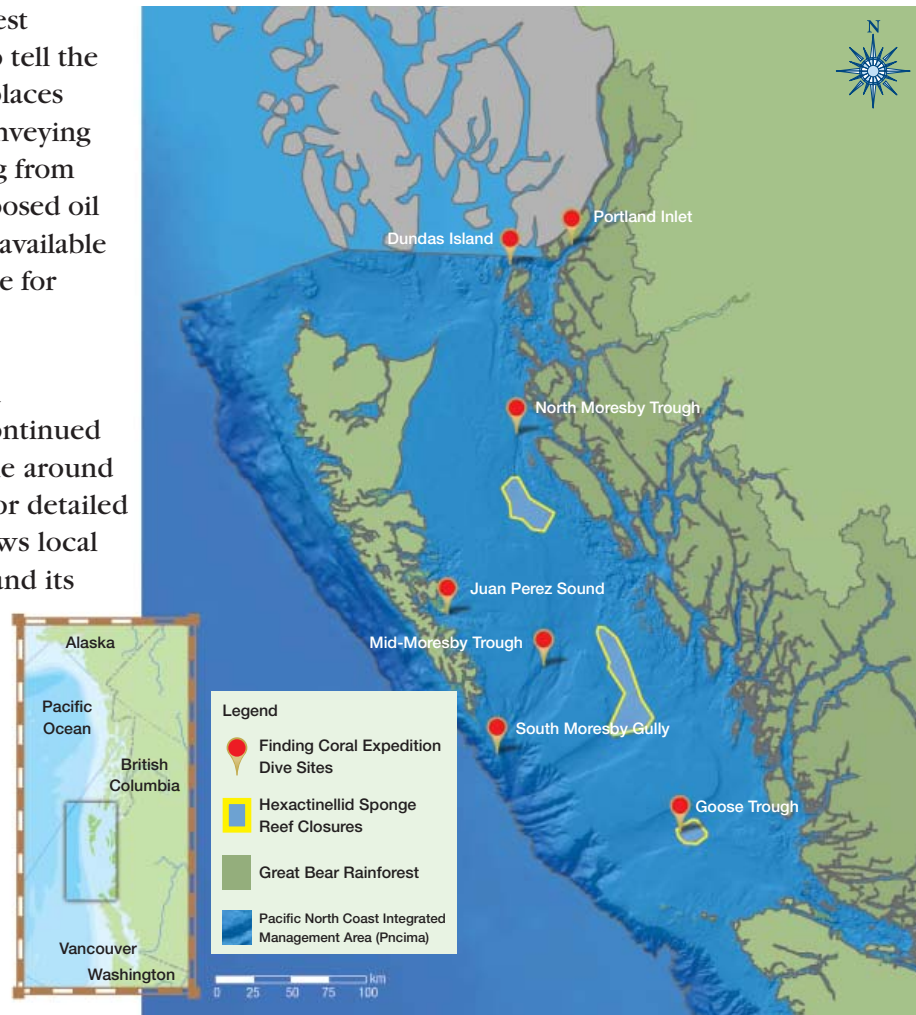 est
o tell the
places
nveying
g from
posed oil
available
e for
ontinued
ne around
or detailed
ws local
and its
N
Portland Inlet
Dundas Island
North Moresby Trough
Juan Perez Sound
Mid-Moresby Trough
South Moresby Gully
Goose Trough
Alaska
Pacific
Ocean
British
Columbia
Vancouver
Washington
Legend
Finding Coral Expedition
Dive Sites
Hexactinellid Sponge
Reef Closures
Great Bear Rainforest
Pacific North Coast Integrated
Management Area (Pncima)
km
0 25 50 75 100